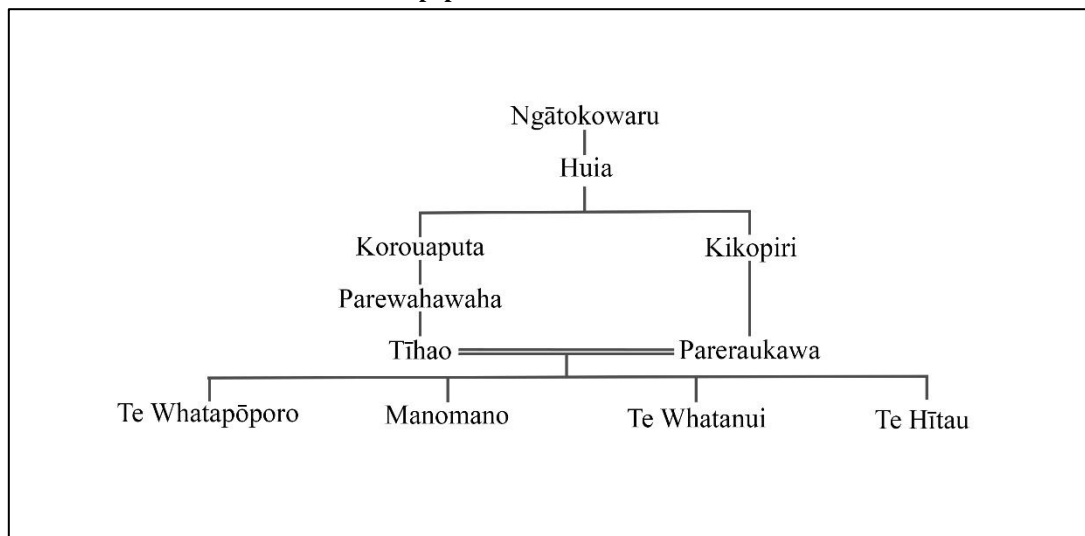 Ngātokowaru
Huia
Korouaputa Kikopiri
Parewahawaha
Tīhao Pareraukawa
Te Whatapōporo Manomano Te Whatanui Te Hītau